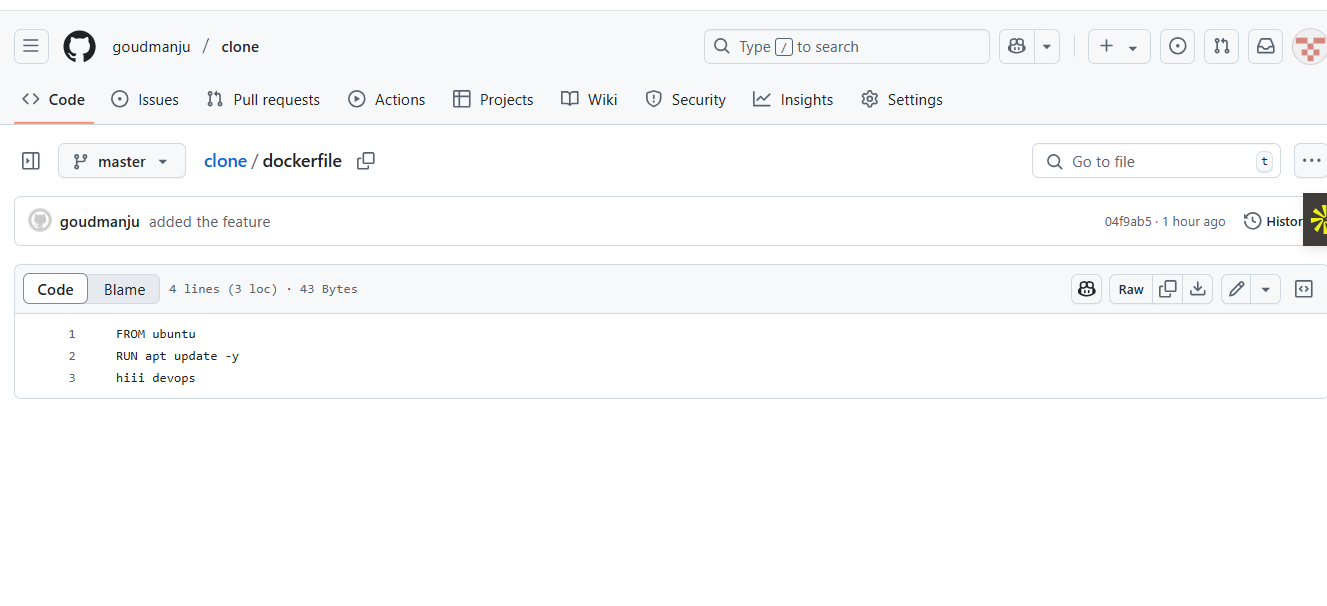 goudmanju / clone
Type / to search
Code Issues Pull requests Actions Projects Wiki Security Insights Settings
master clone / dockerfile Go to file t
goudmanju added the feature 04f9ab5 · 1 hour ago
Code Blame 4 lines (3 loc) · 43 Bytes Raw
1 FROM ubuntu
2 RUN apt update -y
3 hiii devops